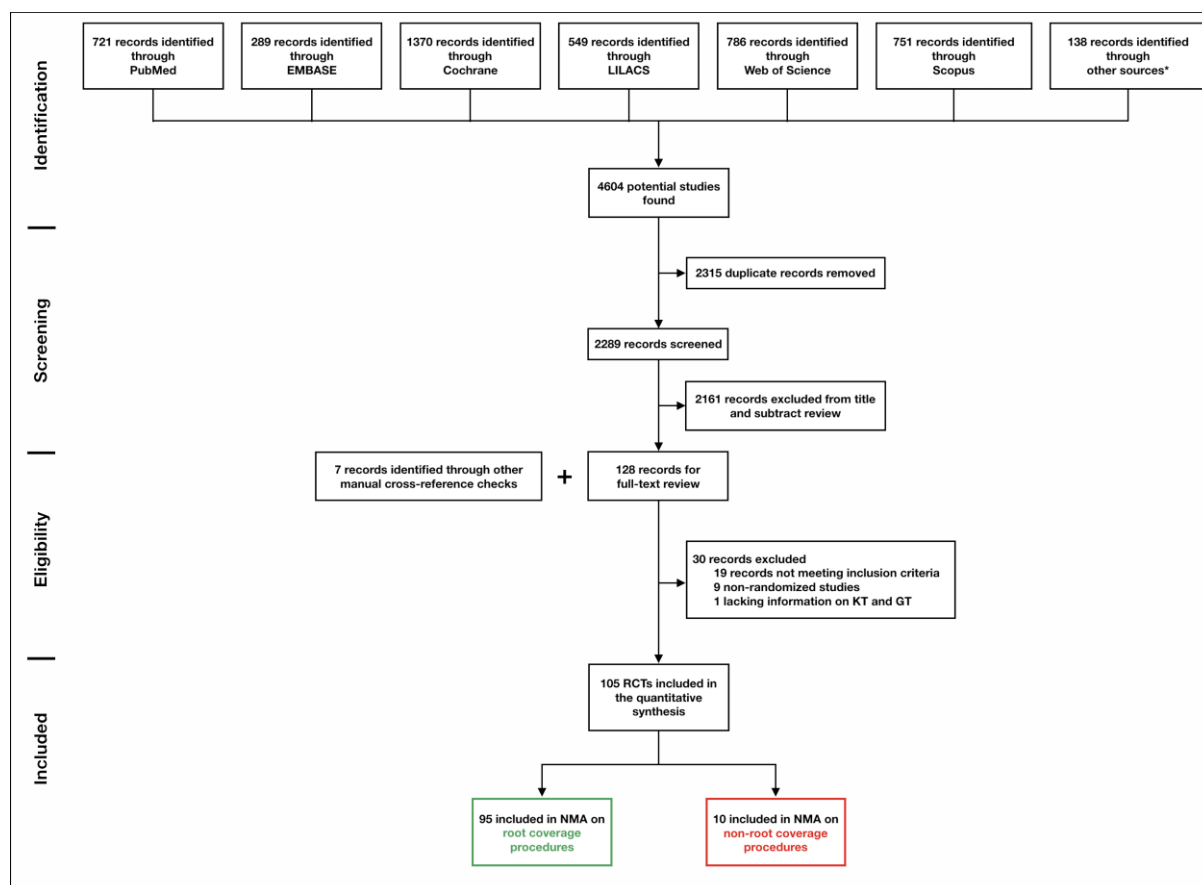 Identification
721 records identified
through
PubMed
289 records identified
through
EMBASE
1370 records identified
through
Cochrane
549 records identified
through
LILACS
786 records identified
through
Web of Science
751 records identified
through
Scopus
138 records identified
through
other sources*
4604 potential studies
found
Screening
2315 duplicate records removed
2289 records screened
2161 records excluded from title
and subtract review
Eligibility
7 records identified through other
manual cross-reference checks
+
128 records for
full-text review
30 records excluded
19 records not meeting inclusion criteria
9 non-randomized studies
1 lacking information on KT and GT
Included
105 RCTs included in
the quantitative
synthesis
95 included in NMA on
root coverage
procedures
10 included in NMA on
non-root coverage
procedures